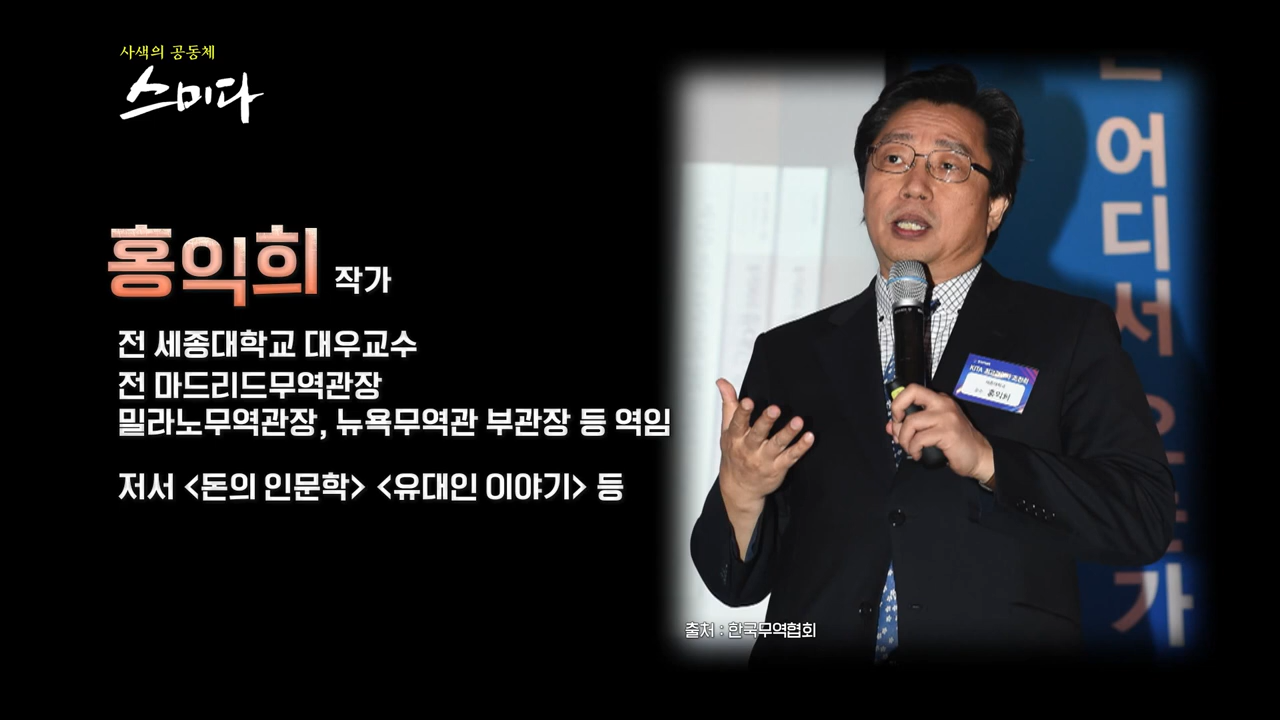 사색의 공동체
스미다
홍익희 작가
전 세종대학교 대우교수
전 마드리드무역관장
밀라노무역관장, 뉴욕무역관 부관장 등 역임
저서 <돈의 인문학> <유대인 이야기> 등
어디서
가
KITA
홍익희
출처 : 한국무역협회